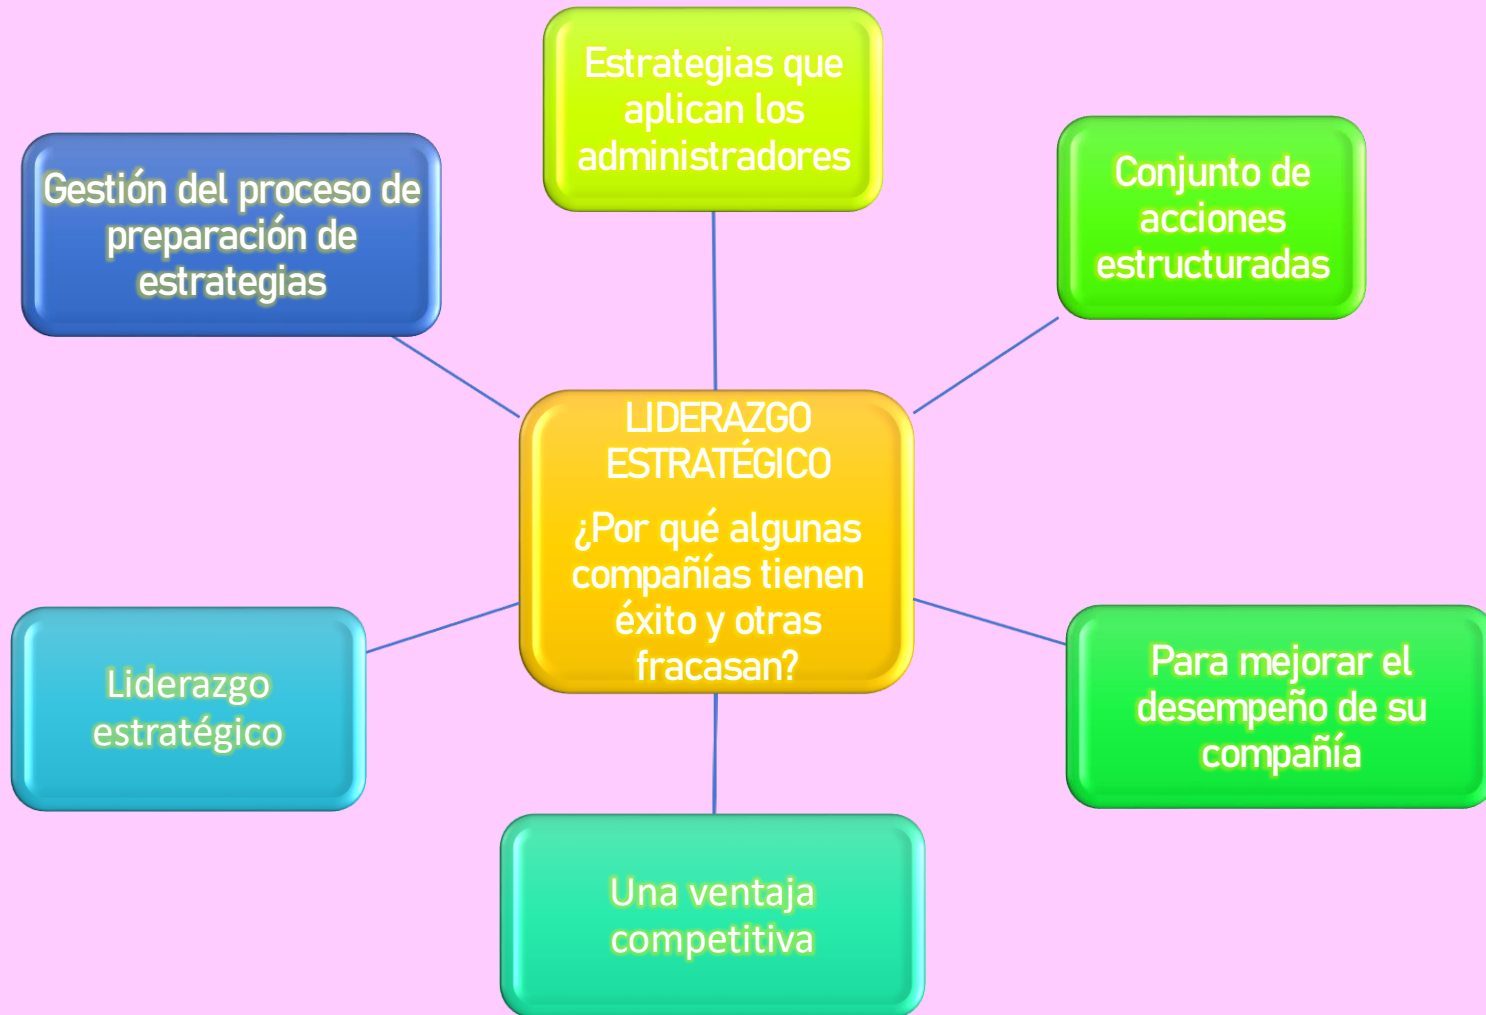 Estrategias que
aplican los
administradores
Conjunto de
acciones
estructuradas
Gestión del proceso de
preparación de
estrategias
LIDERAZGO
ESTRATÉGICO
¿Por qué algunas
compañías tienen
éxito y otras
fracasan?
Para mejorar el
desempeño de su
compañía
Liderazgo
estratégico
Una ventaja
competitiva